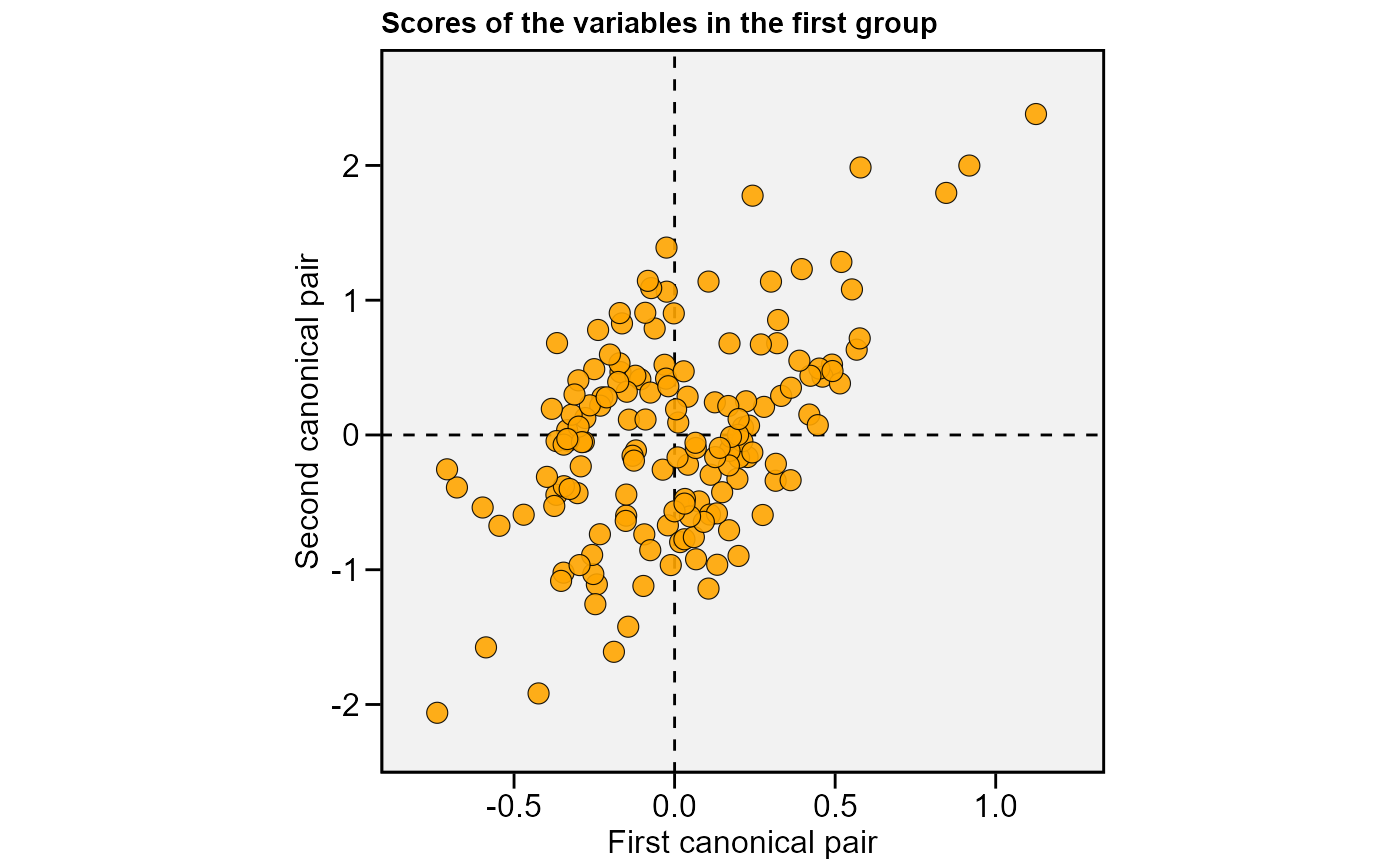 Scores of the variables in the first group
Second canonical pair
2
1
0
-1
-2
-0.5 0.0 0.5 1.0
First canonical pair